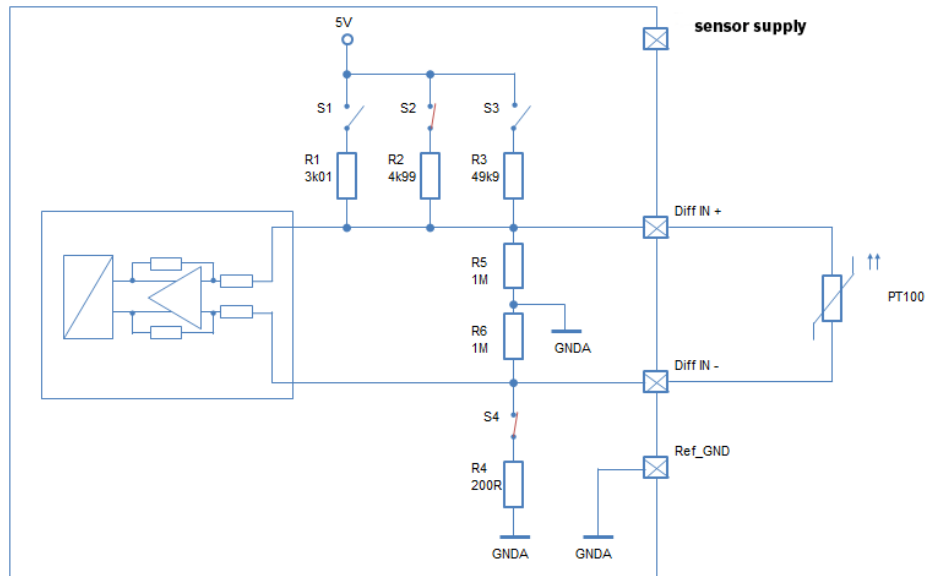 5V
sensor supply
S1
S2
S3
R1
3k01
R2
4k99
R3
49k9
Diff IN +
R5
1M
PT100
R6
1M
GNDA
Diff IN -
S4
Ref_GND
R4
200R
GNDA
GNDA